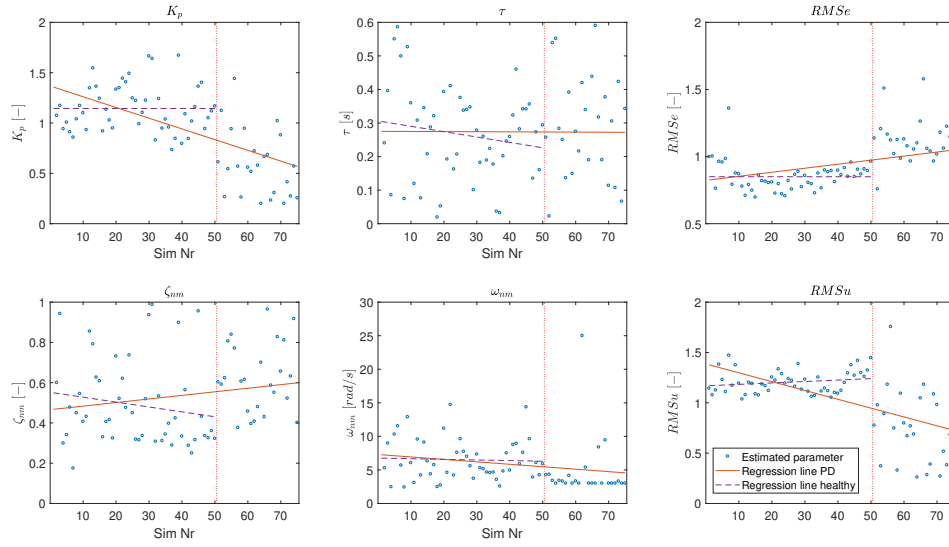 K_p
τ
RMSe
K_p [−]
2
1.5
1
0.5
0
10 20 30 40 50 60 70
Sim Nr
τ [s]
0.6
0.5
0.4
0.3
0.2
0.1
0
10 20 30 40 50 60 70
Sim Nr
RMSe [−]
2
1.5
1
0.5
10 20 30 40 50 60 70
ζ_nm
ω_nm
RMSu
ζ_nm [−]
1
0.8
0.6
0.4
0.2
0
10 20 30 40 50 60 70
Sim Nr
ω_nm [rad/s]
30
25
20
15
10
5
0
10 20 30 40 50 60 70
Sim Nr
RMSu [−]
2
1.5
1
0.5
0
10 20 30 40 50 60 70
Estimated parameter
Regression line PD
Regression line healthy